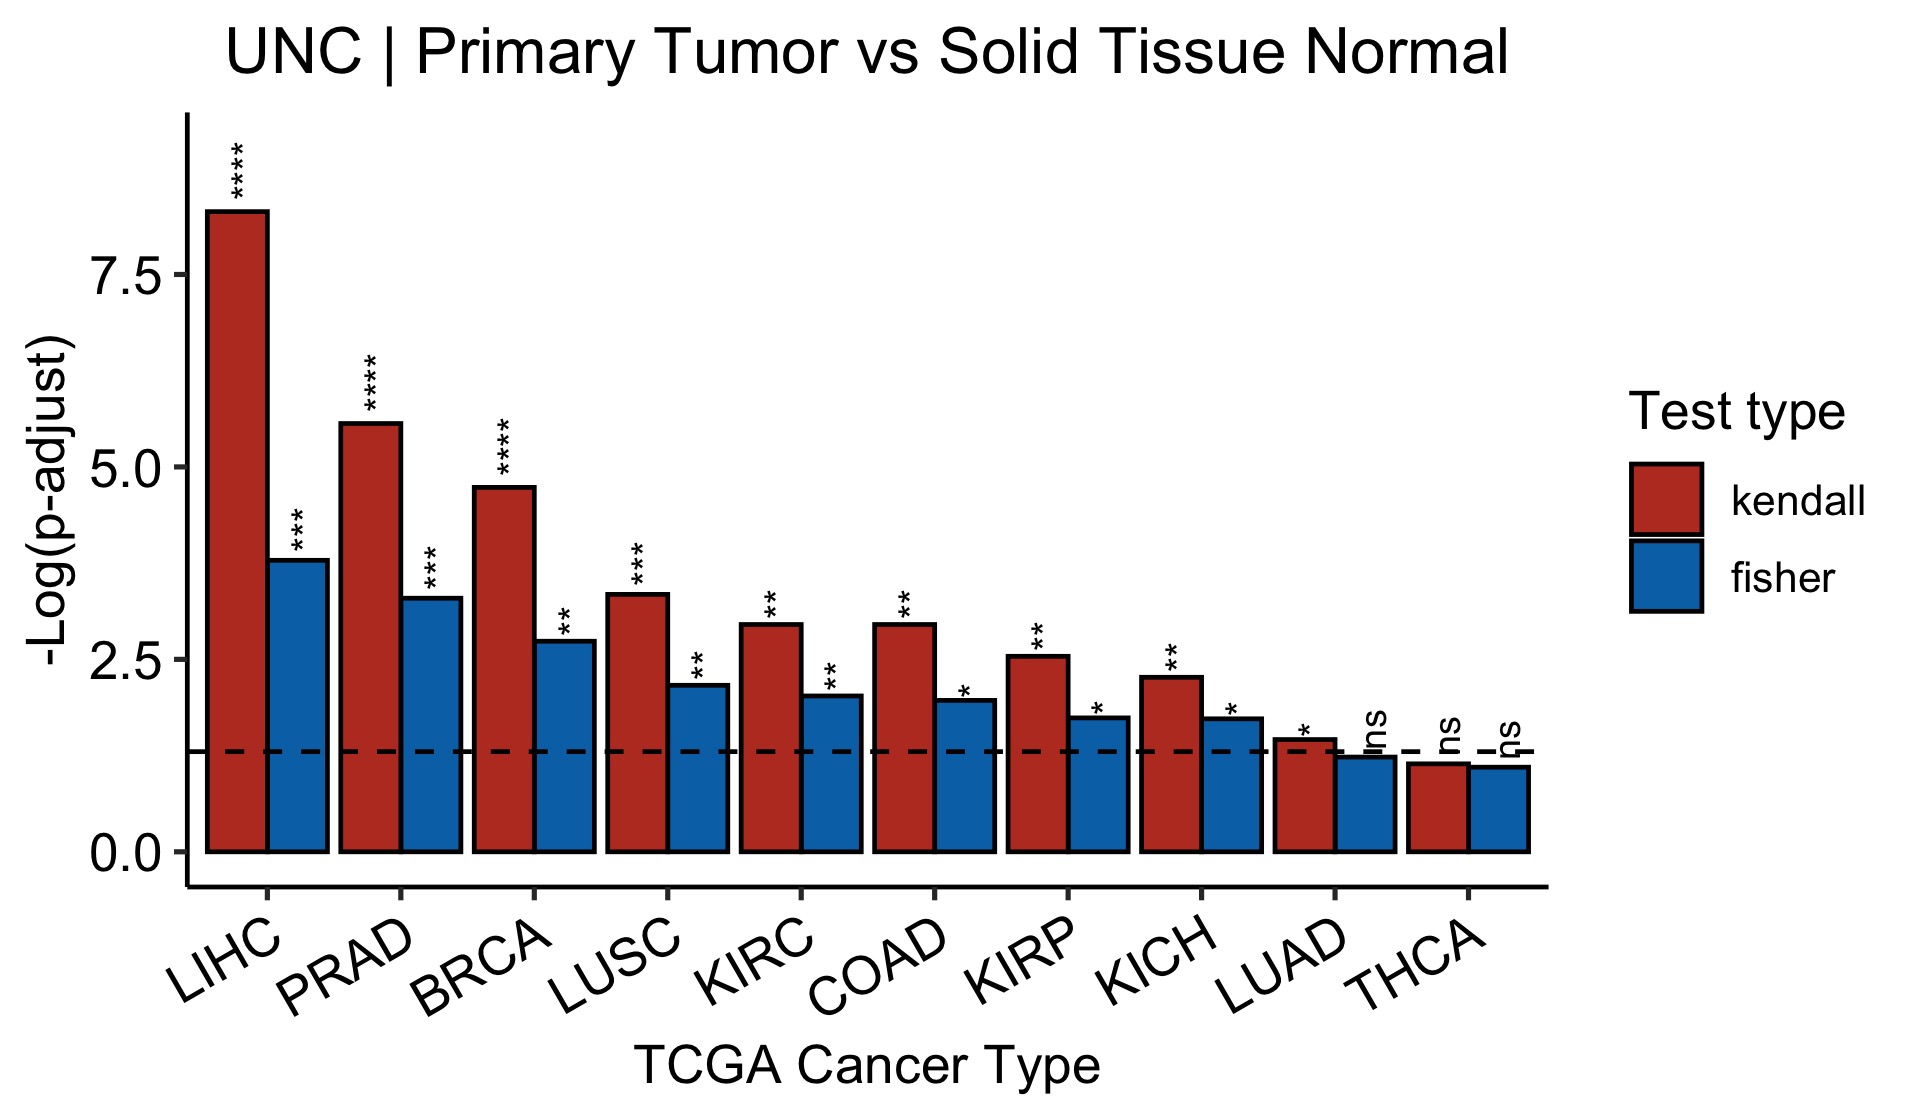 UNC | Primary Tumor vs Solid Tissue Normal
-Log(p-adjust)
7.5
5.0
2.5
0.0
****
***
****
***
****
**
***
**
**
**
**
*
**
*
**
*
*
ns
ns
ns
LIHC
PRAD
BRCA
LUSC
KIRC
COAD
KIRP
KICH
LUAD
THCA
TCGA Cancer Type
Test type
kendall
fisher